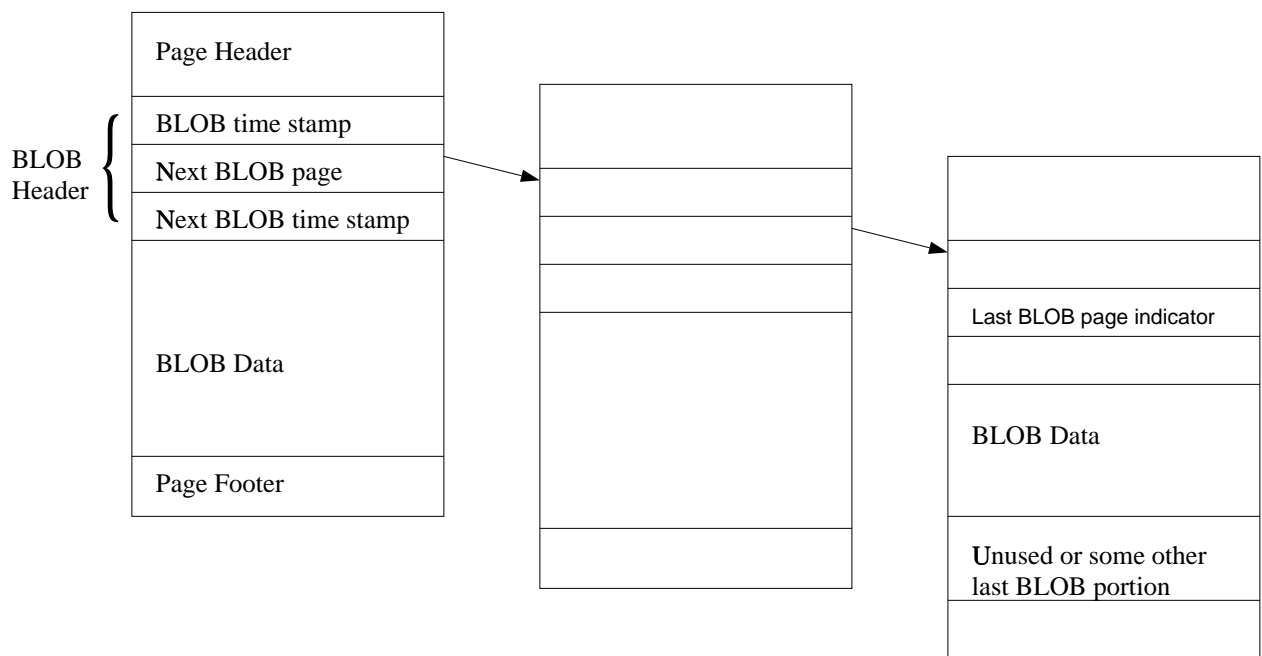 Page Header
BLOB time stamp
Next BLOB page
Next BLOB time stamp
BLOB
Header
BLOB Data
Page Footer
Last BLOB page indicator
BLOB Data
Unused or some other
last BLOB portion